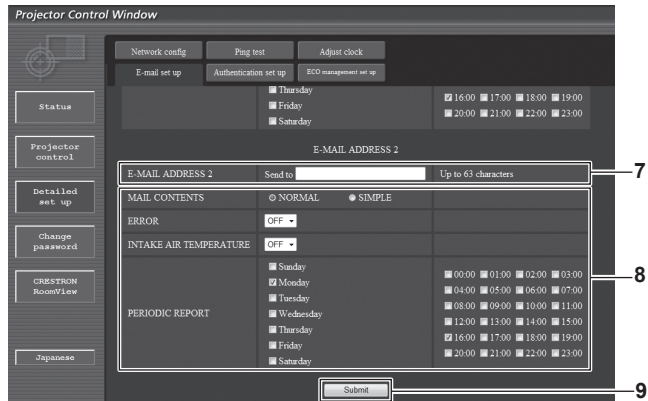 Projector Control Window
Network config Ping test Adjust clock
E-mail set up Authentication set up ECO management set up
Status
Projector control
Detailed set up
Change password
CRESTRON RoomView
Japanese
Thursday
Friday
Saturday
16:00 17:00 18:00 19:00
20:00 21:00 22:00 23:00
E-MAIL ADDRESS 2
E-MAIL ADDRESS 2 Send to Up to 63 characters
7
MAIL CONTENTS NORMAL SIMPLE
ERROR OFF
INTAKE AIR TEMPERATURE OFF
PERIODIC REPORT
Sunday
Monday
Tuesday
Wednesday
Thursday
Friday
Saturday
00:00 01:00 02:00 03:00
04:00 05:00 06:00 07:00
08:00 09:00 10:00 11:00
12:00 13:00 14:00 15:00
16:00 17:00 18:00 19:00
20:00 21:00 22:00 23:00
8
Submit
9